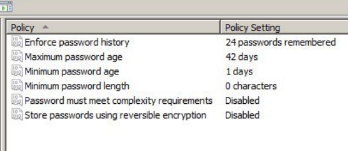 Policy Policy Setting
Enforce password history 24 passwords remembered
Maximum password age 42 days
Minimum password age 1 days
Minimum password length 0 characters
Password must meet complexity requirements Disabled
Store passwords using reversible encryption Disabled